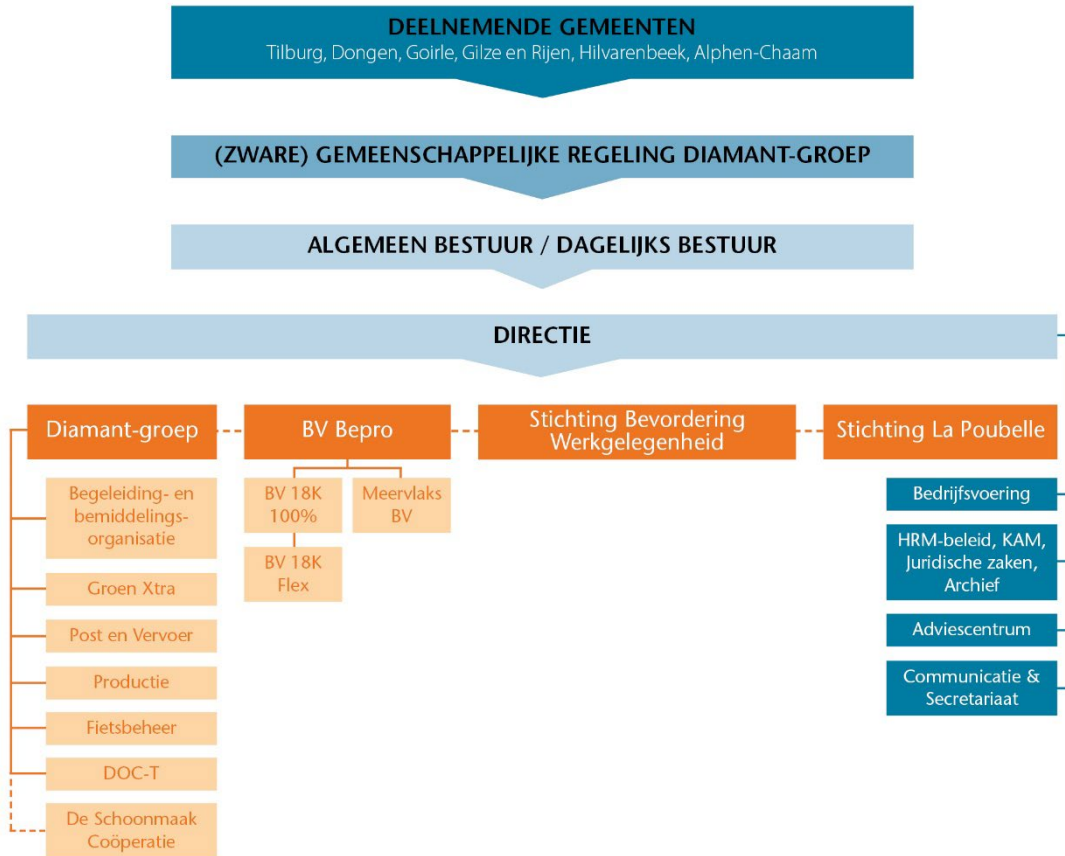 DEELNEMENDE GEMEENTEN
Tilburg, Dongen, Goirle, Gilze en Rijen, Hilvarenbeek, Alphen-Chaam
(ZWARE) GEMEENSCHAPPELIJKE REGELING DIAMANT-GROEP
ALGEMEEN BESTUUR / DAGELIJKS BESTUUR
DIRECTIE
Diamant-groep
Begeleiding- en
bemiddelings-
organisatie
Groen Xtra
Post en Vervoer
Productie
Fietsbeheer
DOC-T
De Schoonmaak
Coöperatie
BV Bepro
BV 18K
100%
BV 18K
Flex
Meervlaks
BV
Stichting Bevordering
Werkgelegenheid
Stichting La Poubelle
Bedrijfsvoering
HRM-beleid, KAM,
Juridische zaken,
Archief
Adviescentrum
Communicatie &
Secretariaat